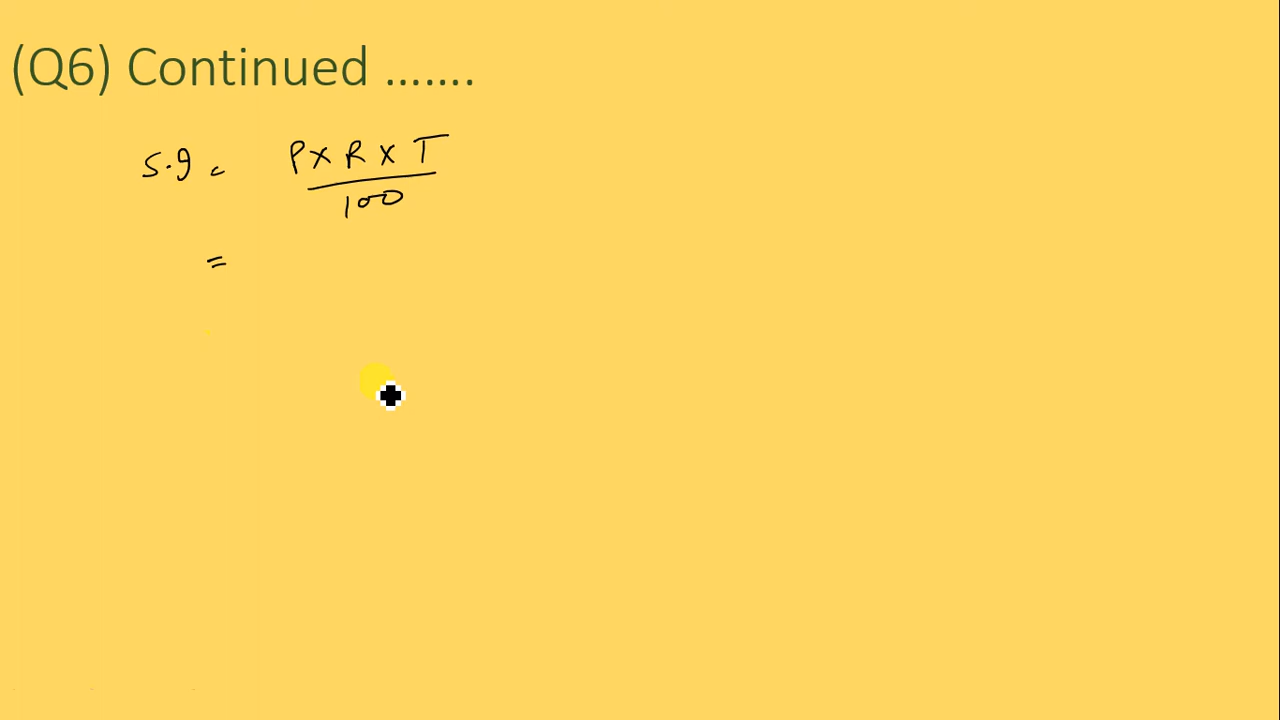 (Q6) Continued .......
S.I = P x R x T
100
=